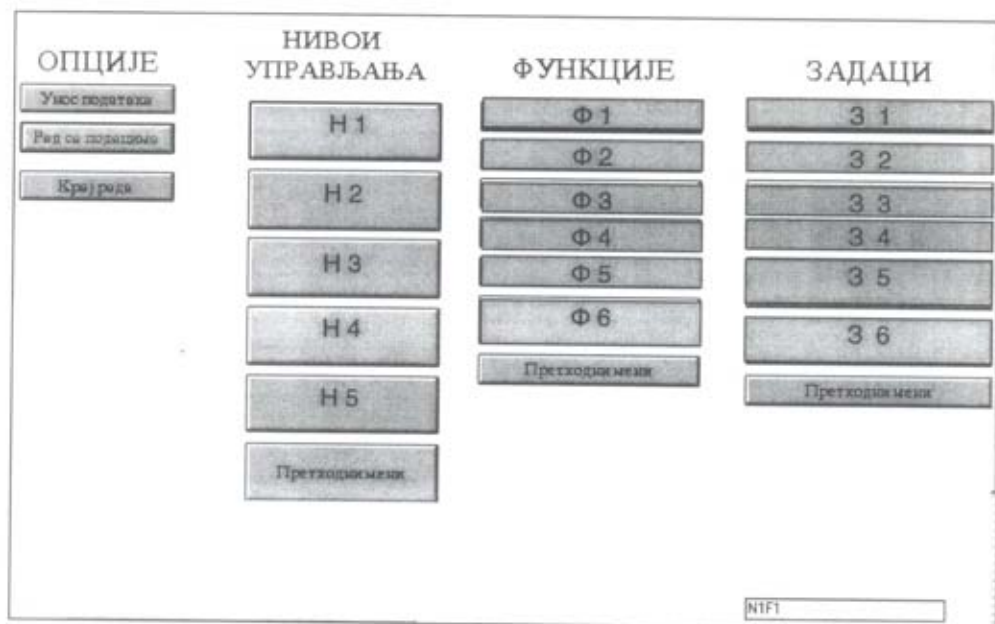 ОПЦИЈЕ
Унос података
Рад са подацима
Крај рада
НИВОИ
УПРАВЉАЊА
Н 1
Н 2
Н 3
Н 4
Н 5
Претходни мени
ФУНКЦИЈЕ
Ф 1
Ф 2
Ф 3
Ф 4
Ф 5
Ф 6
Претходни мени
ЗАДАЦИ
З 1
З 2
З 3
З 4
З 5
З 6
Претходни мени
N1F1